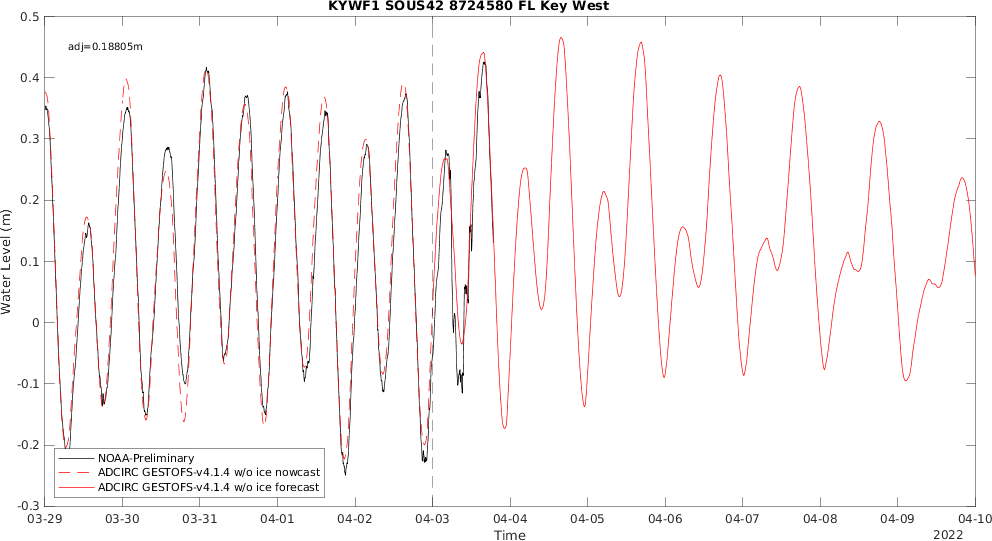 KYWF1 SOUS42 8724580 FL Key West
adj=0.18805m
0.5
0.4
0.3
0.2
0.1
0
-0.1
-0.2
-0.3
Water Level (m)
NOAA-Preliminary
ADCIRC GESTOFS-v4.1.4 w/o ice nowcast
ADCIRC GESTOFS-v4.1.4 w/o ice forecast
03-29 03-30 03-31 04-01 04-02 04-03 04-04 04-05 04-06 04-07 04-08 04-09 04-10
Time
2022